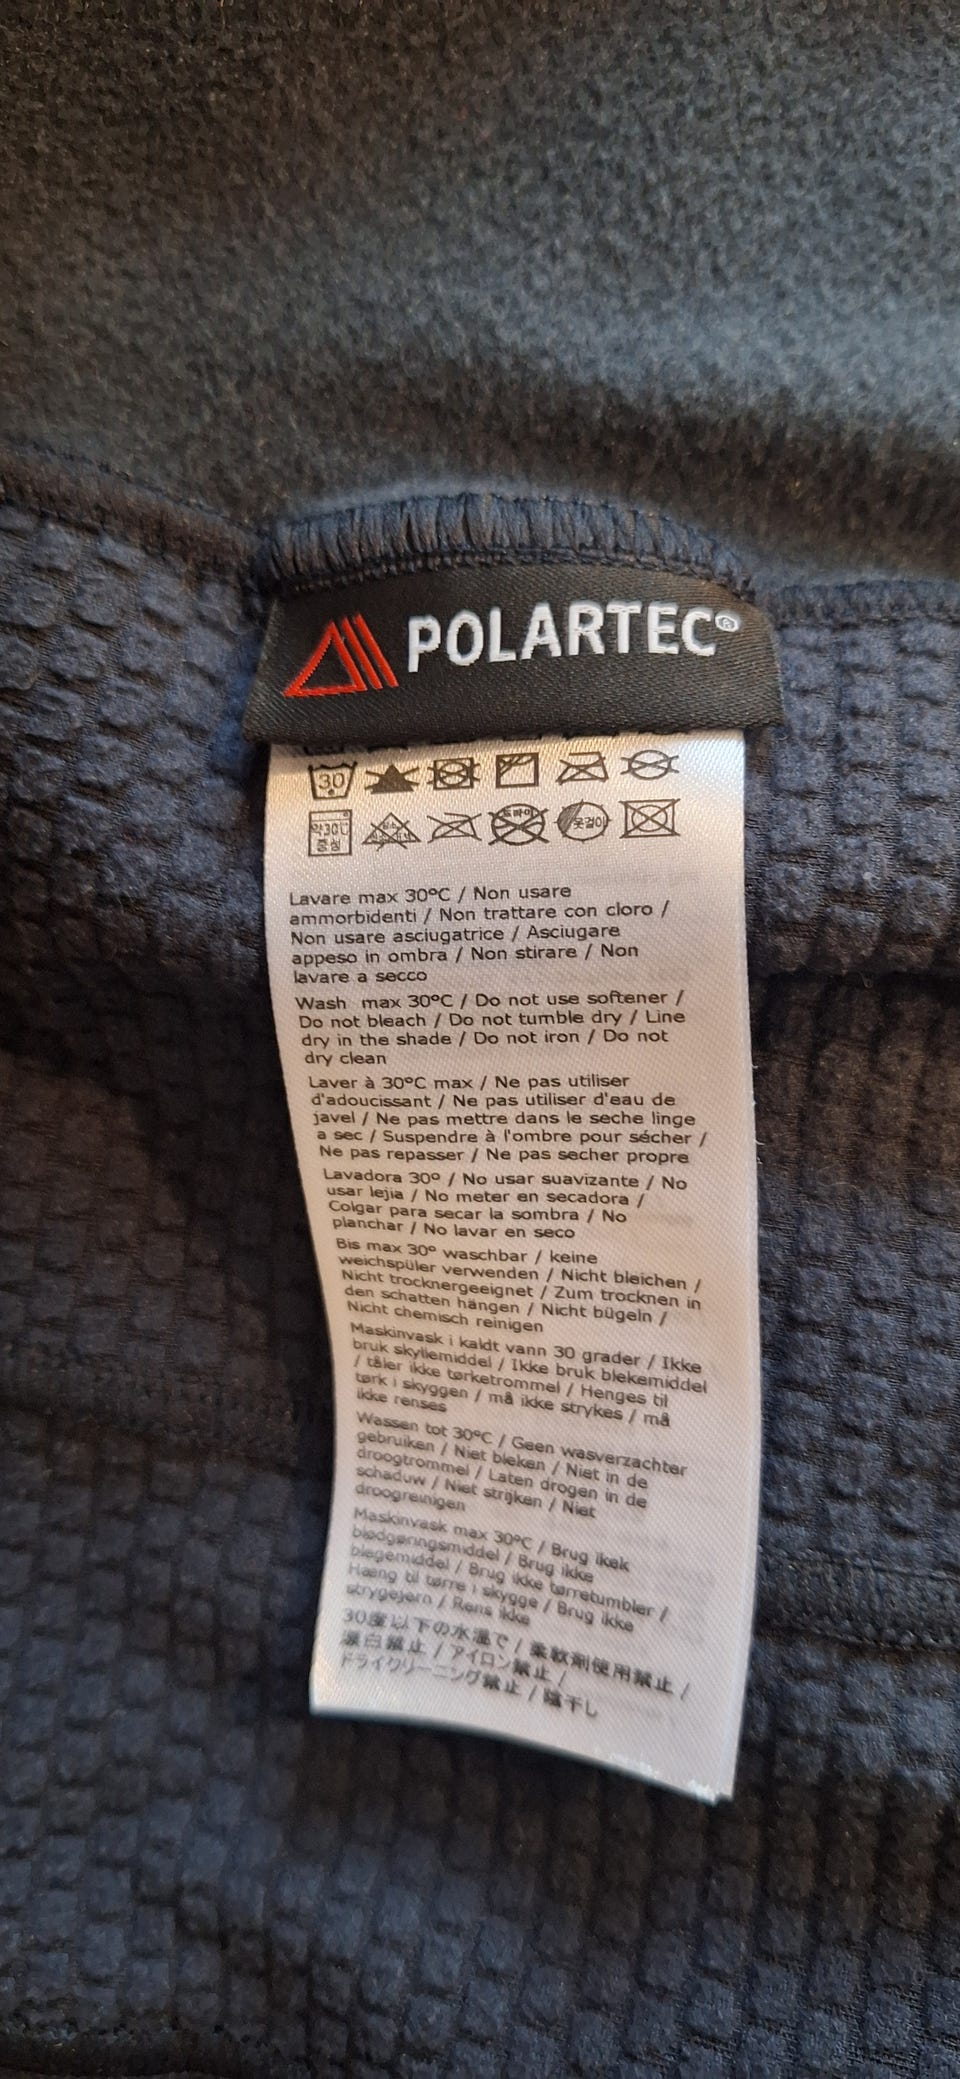 POLARTEC®
30
약30℃
중성
옷걸이
Lavare max 30°C / Non usare
ammorbidenti / Non trattare con cloro /
Non usare asciugatrice / Asciugare
appeso in ombra / Non stirare / Non
lavare a secco
Wash max 30°C / Do not use softener /
Do not bleach / Do not tumble dry / Line
dry in the shade / Do not iron / Do not
dry clean
Laver à 30°C max / Ne pas utiliser
d'adoucissant / Ne pas utiliser d'eau de
javel / Ne pas mettre dans le seche linge
a sec / Suspendre à l'ombre pour sécher /
Ne pas repasser / Ne pas secher propre
Lavadora 30° / No usar suavizante / No
usar lejia / No meter en secadora /
Colgar para secar la sombra / No
planchar / No lavar en seco
Bis max 30° waschbar / keine
weichspüler verwenden / Nicht bleichen /
Nicht trocknergeeignet / Zum trocknen in
den schatten hängen / Nicht bügeln /
Nicht chemisch reinigen
Maskinvask i kaldt vann 30 grader / Ikke
bruk skyllemiddel / Ikke bruk blekemiddel
/ tåler ikke tørketrommel / Henges til
tørk i skyggen / må ikke strykes / må
ikke renses
Wassen tot 30°C / Geen wasverzachter
gebruiken / Niet bleken / Niet in de
droogtrommel / Laten drogen in de
schaduw / Niet strijken / Niet
droogreinigen
Maskinvask max 30°C / Brug ikak
blødgøringsmiddel / Brug ikke
blegemiddel / Brug ikke tørretumbler /
Hæng til tørre i skygge / Brug ikke
strygejern / Rens ikke
30度以下の水温で / 柔軟剤使用禁止 /
漂白禁止 / アイロン禁止 /
ドライクリーニング禁止 / 陰干し